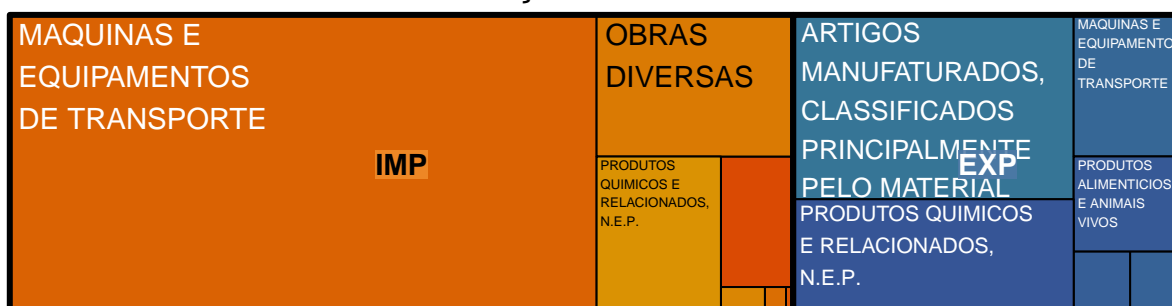 MAQUINAS E
EQUIPAMENTOS
DE TRANSPORTE
IMP
OBRAS
DIVERSAS
PRODUTOS
QUIMICOS E
RELACIONADOS,
N.E.P.
ARTIGOS
MANUFATURADOS,
CLASSIFICADOS
PRINCIPALMENTE
PELO MATERIAL
EXP
PRODUTOS QUIMICOS
E RELACIONADOS,
N.E.P.
MAQUINAS E
EQUIPAMENTO
DE
TRANSPORTE
PRODUTOS
ALIMENTICIOS
E ANIMAIS
VIVOS